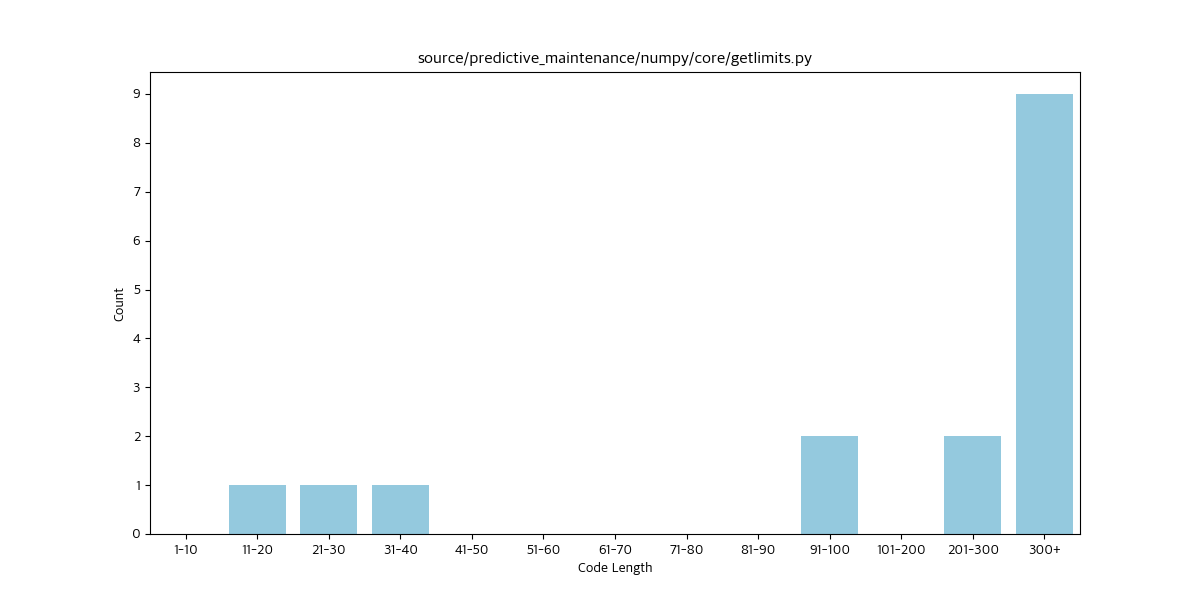 source/predictive_maintenance/numpy/core/getlimits.py
9
8
7
6
5
4
3
2
1
0
Count
1-10 11-20 21-30 31-40 41-50 51-60 61-70 71-80 81-90 91-100 101-200 201-300 300+
Code Length